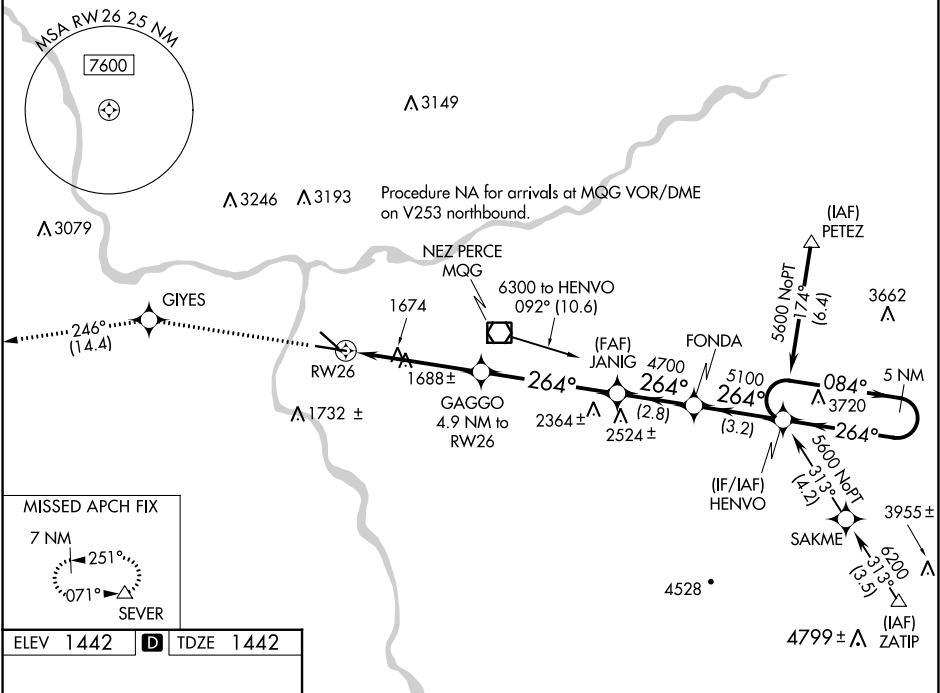 MSA RW26 25 NM
7600
3149
3246
3193
3079
Procedure NA for arrivals at MQG VOR/DME
on V253 northbound.
(IAF)
PETEZ
NEZ PERCE
MQG
6300 to HENVO
092° (10.6)
5600 NoPT
174°
(6.4)
3662
GIYES
246°
(14.4)
1674
RW26
1688±
GAGGO
4.9 NM to
RW26
264°
(FAF)
JANIG
4700
264°
(2.8)
FONDA
5100
264°
(3.2)
084°
5 NM
3720
264°
1732 ±
2364±
2524±
(IF/IAF)
HENVO
5600 NoPT
313°
(4.2)
SAKME
3955±
6200
313°
(3.5)
(IAF)
ZATIP
4528
4799±
MISSED APCH FIX
7 NM
251°
071°
SEVER
ELEV 1442 D TDZE 1442